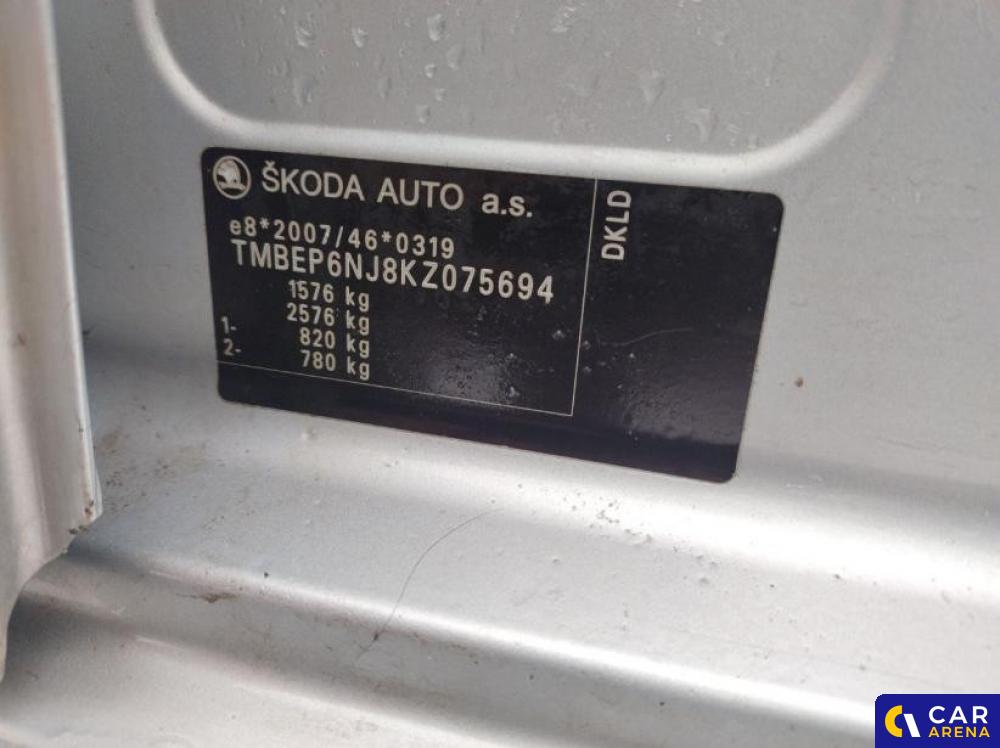 ŠKODA AUTO a.s.
e8*2007/46*0319
TMBEP6NJ8KZ075694
1576 kg
2576 kg
1- 820 kg
2- 780 kg
DKLD
CAR
ARENA